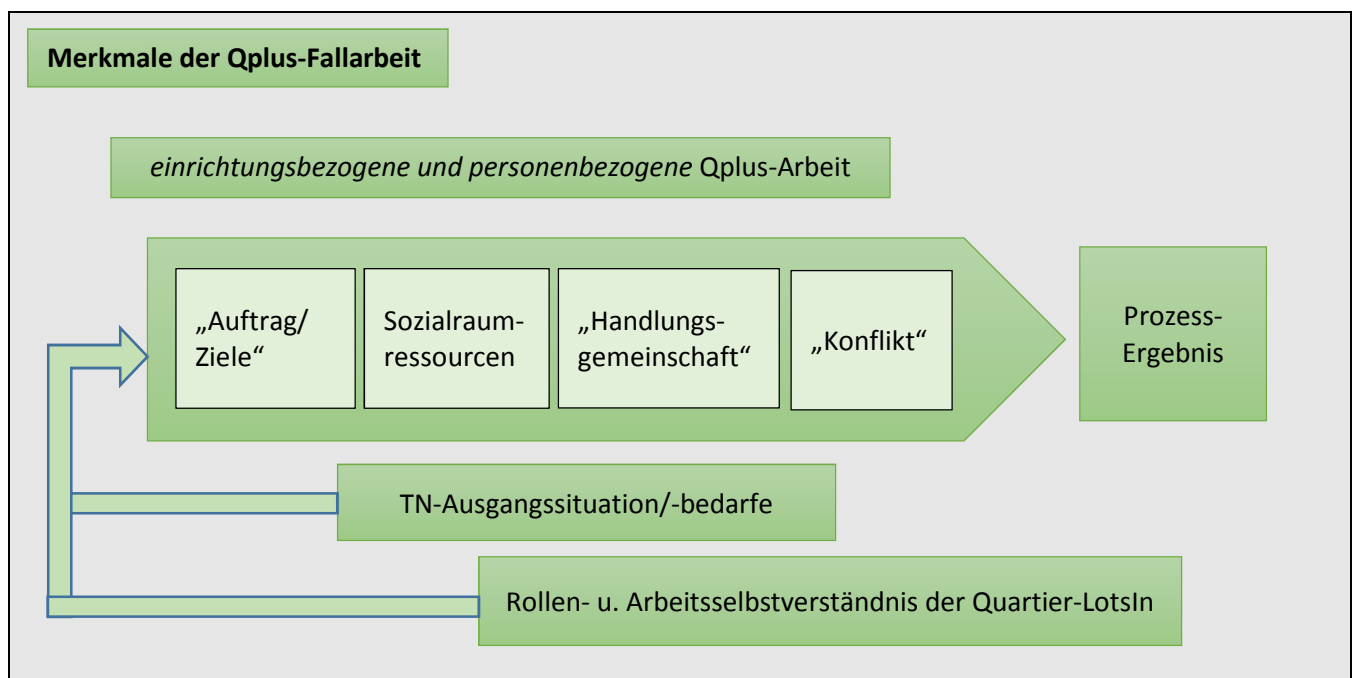 Merkmale der Qplus-Fallarbeit
einrichtungsbezogene und personenbezogene Qplus-Arbeit
„Auftrag/
Ziele“
Sozialraum-
ressourcen
„Handlungs-
gemeinschaft“
„Konflikt“
Prozess-
Ergebnis
TN-Ausgangssituation/-bedarfe
Rollen- u. Arbeitsselbstverständnis der Quartier-LotsIn